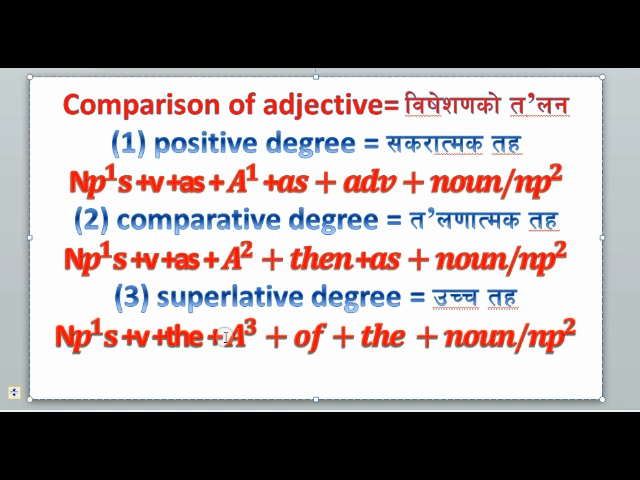 Comparison of adjective= विषेशणको त’लन
(1) positive degree = सकरात्मक तह
Np¹s +v +as + A¹ +as + adv + noun/np²
(2) comparative degree = त’लणात्मक तह
Np¹s +v +as + A² + then +as + noun/np²
(3) superlative degree = उच्च तह
Np¹s +v +the + A³ + of + the + noun/np²